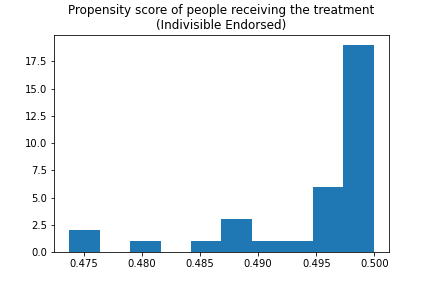 Propensity score of people receiving the treatment
(Indivisible Endorsed)
17.5
15.0
12.5
10.0
7.5
5.0
2.5
0.0
0.475 0.480 0.485 0.490 0.495 0.500